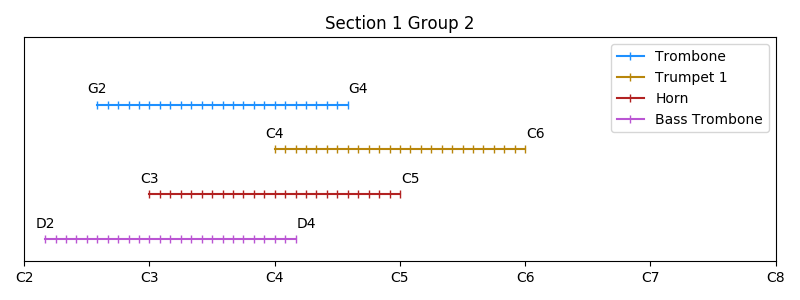 Section 1 Group 2
Trombone
Trumpet 1
Horn
Bass Trombone
G2 G4
C4 C6
C3 C5
D2 D4
C2 C3 C4 C5 C6 C7 C8